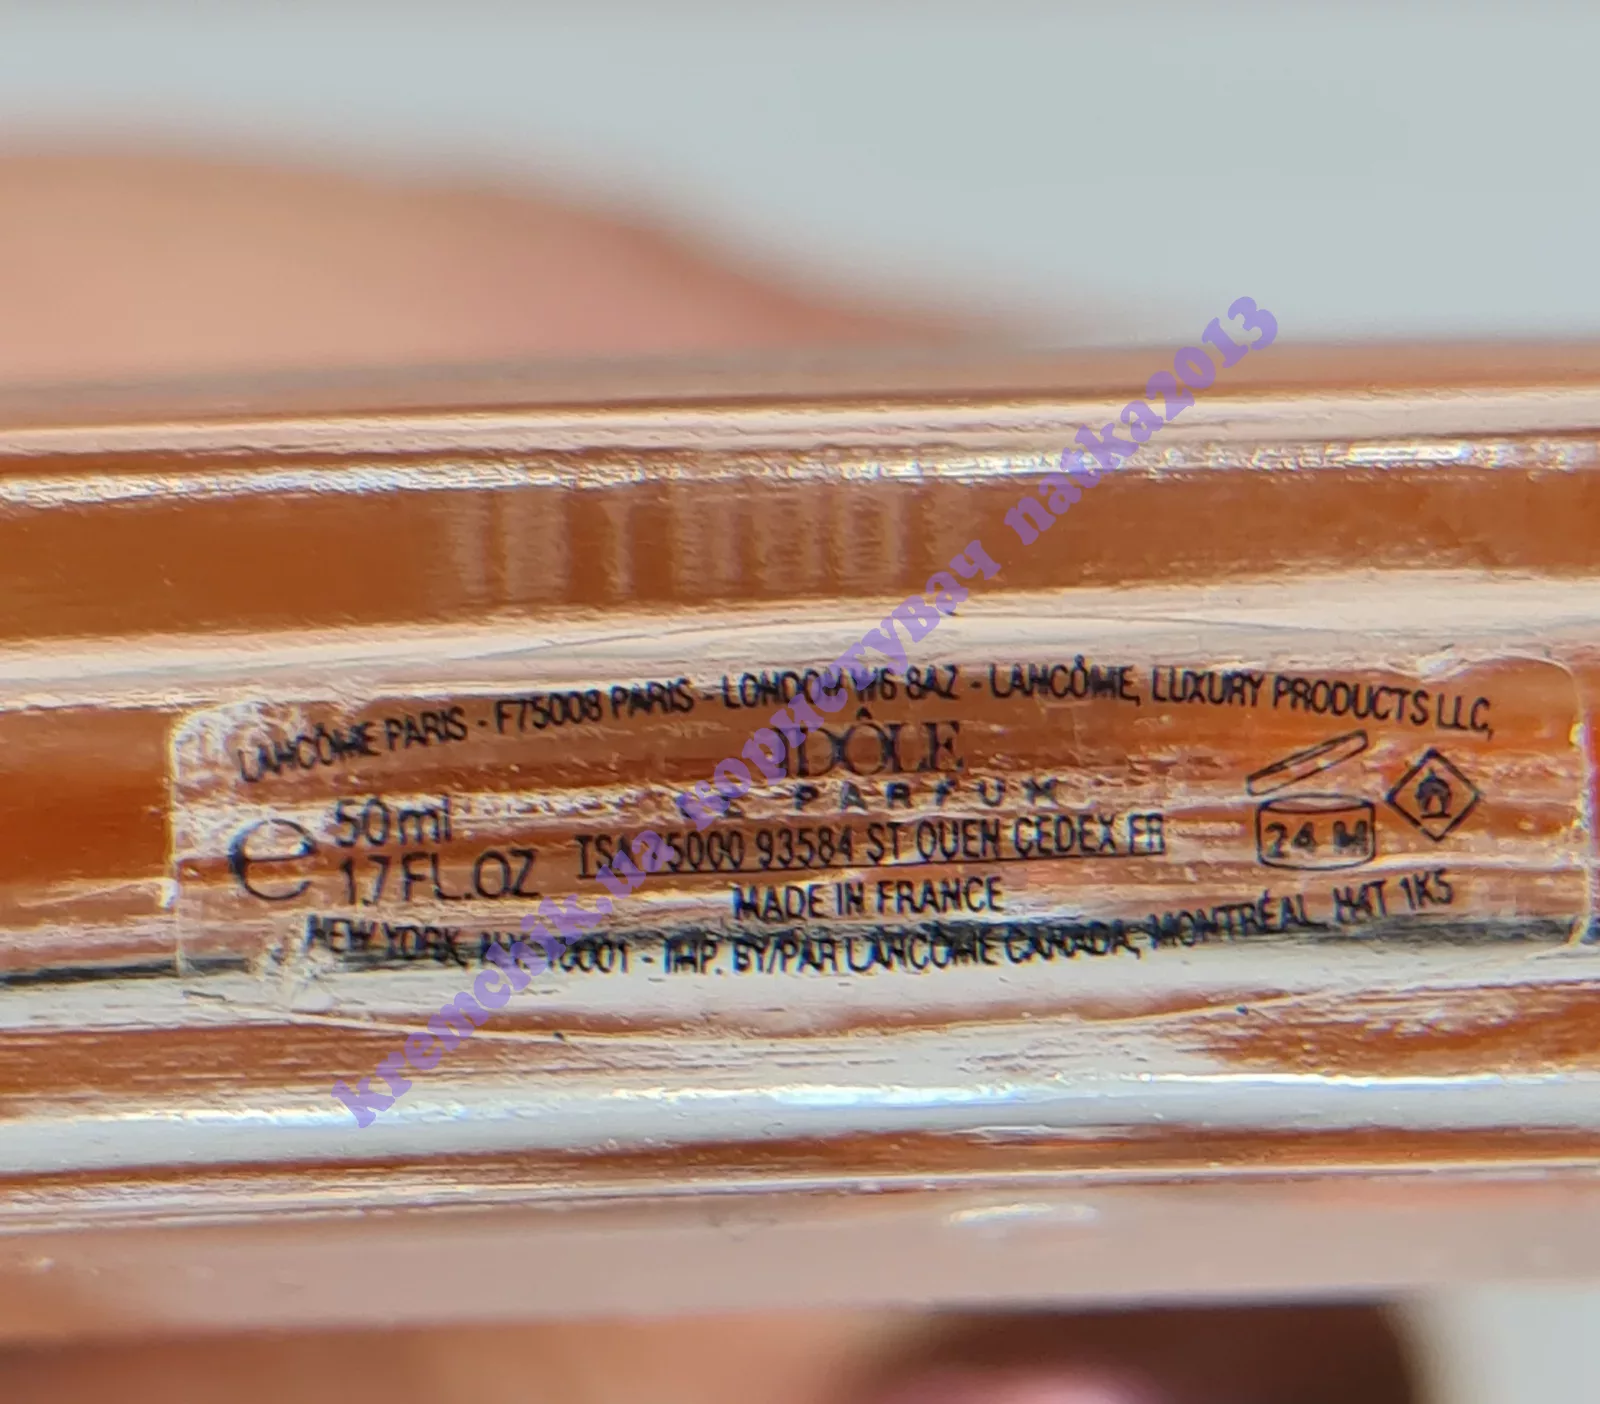 LANCÔME PARIS - F75008 PARIS - LONDON W6 8AZ - LANCÔME, LUXURY PRODUCTS LLC,
IDÔLE
LE PARFUM
e 50 ml
1.7 FL.OZ
TSA 75000 93584 ST OUEN CEDEX FR
24 M
MADE IN FRANCE
NEW YORK, N.Y. 10001 - IMP. BY/PAR LANCÔME CANADA, MONTRÉAL, H4T 1K5
kremchik.ua користувач natka2013